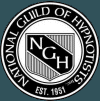 NATIONAL GUILD OF HYPNOTISTS
NGH
EST. 1951